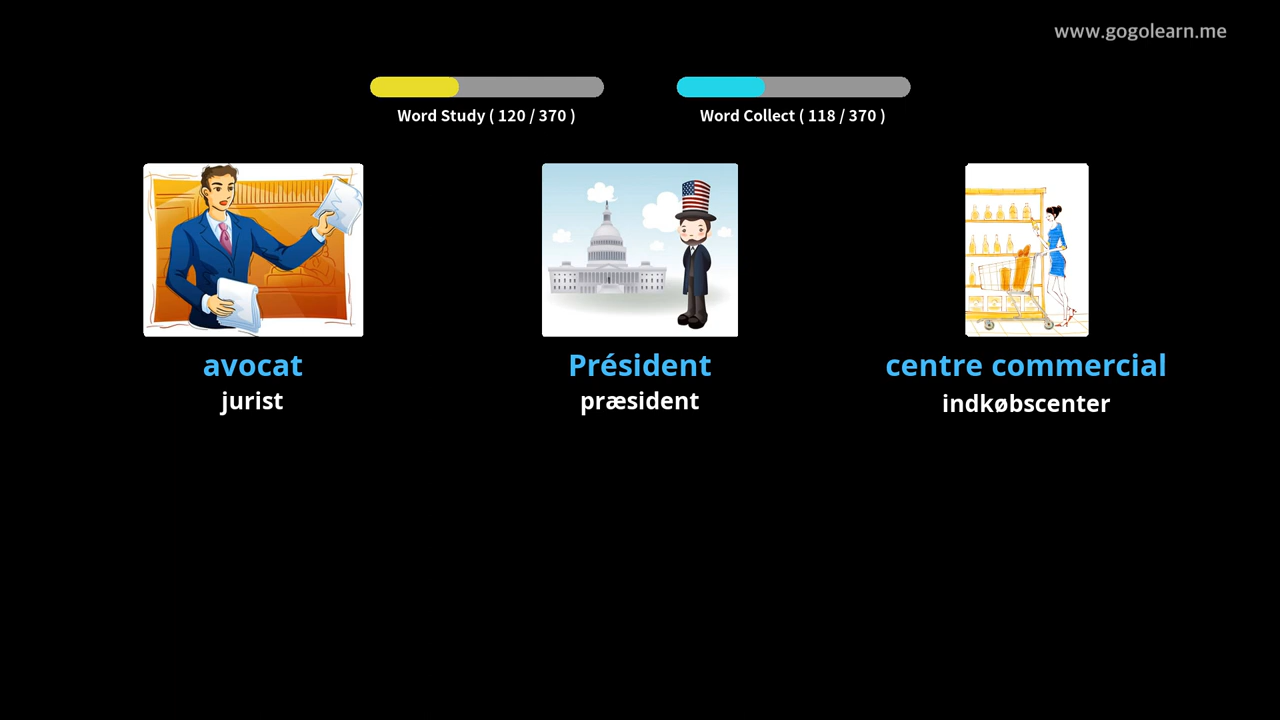 www.gogolearn.me
Word Study ( 120 / 370 )
Word Collect ( 118 / 370 )
avocat
jurist
Président
præsident
centre commercial
indkøbscenter